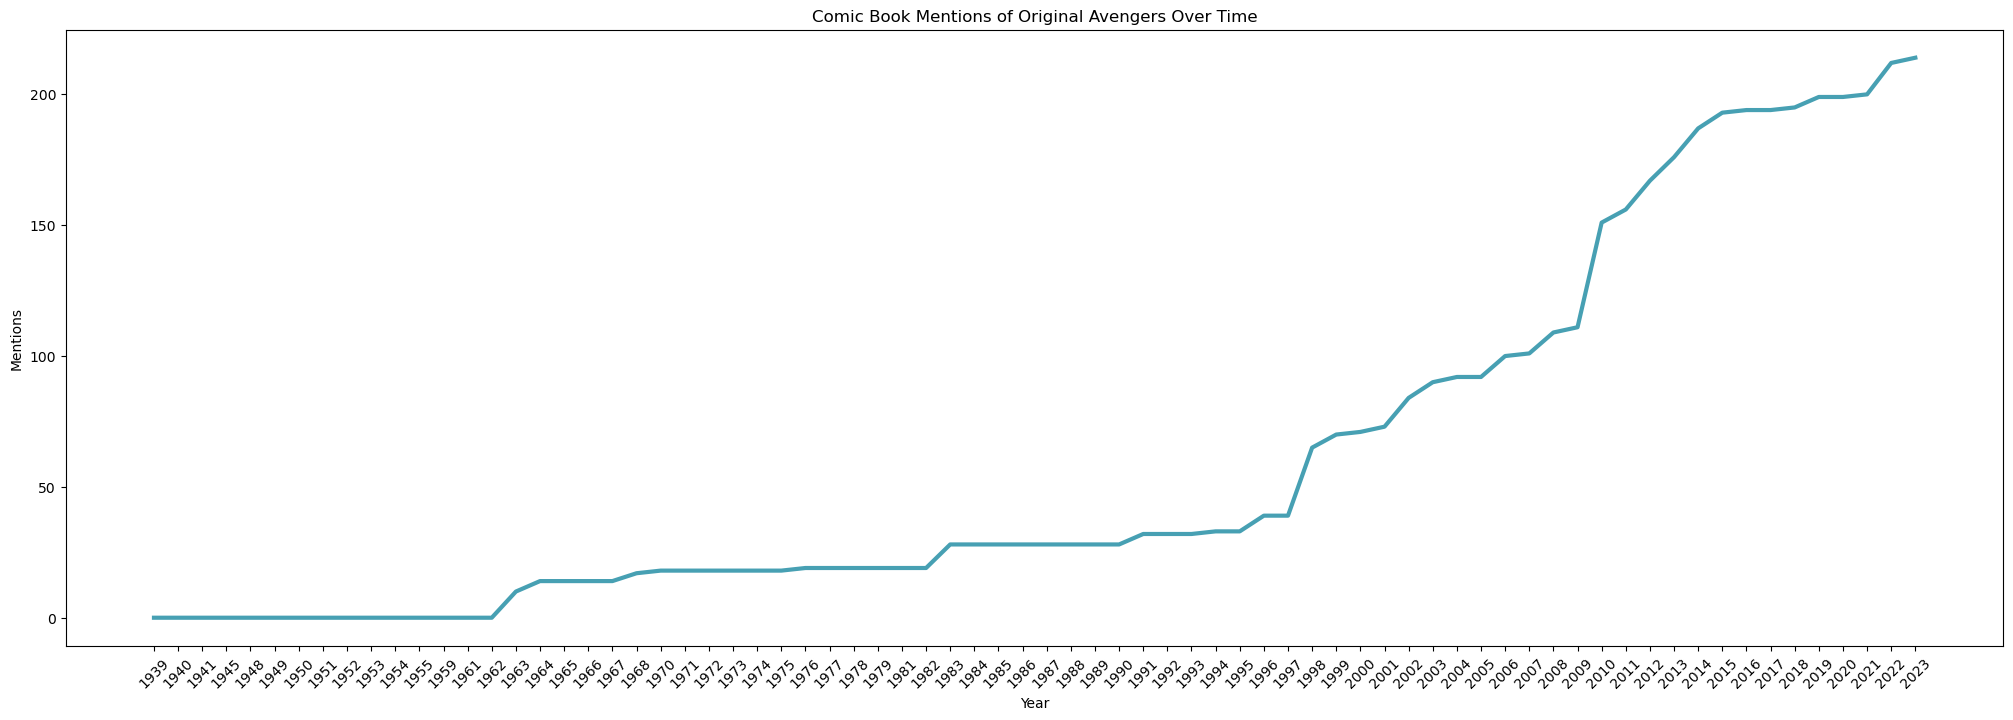 Comic Book Mentions of Original Avengers Over Time
Mentions
200
150
100
50
0
1939 1940 1941 1945 1948 1949 1950 1951 1952 1953 1954 1955 1959 1961 1962 1963 1964 1965 1966 1967 1968 1970 1971 1972 1973 1974 1975 1976 1977 1978 1979 1981 1982 1983 1984 1985 1986 1987 1988 1989 1990 1991 1992 1993 1994 1995 1996 1997 1998 1999 2000 2001 2002 2003 2004 2005 2006 2007 2008 2009 2010 2011 2012 2013 2014 2015 2016 2017 2018 2019 2020 2021 2022 2023
Year